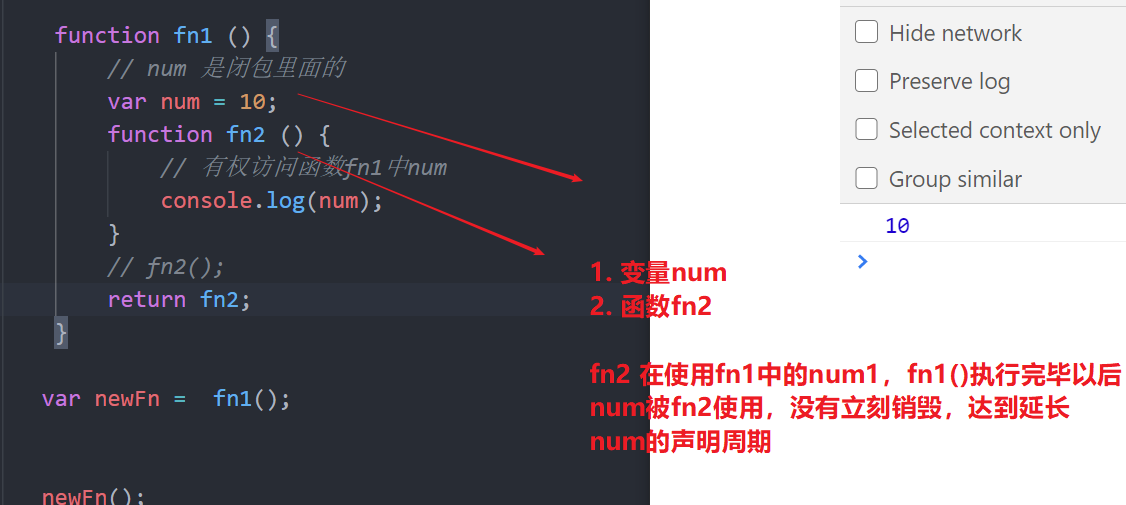 function fn1 () {
// num 是闭包里面的
var num = 10;
function fn2 () {
// 有权访问函数fn1中num
console.log(num);
}
// fn2();
return fn2;
}
var newFn =  fn1();
newFn();
1. 变量num
2. 函数fn2
fn2 在使用fn1中的num1，fn1()执行完毕以后
num被fn2使用，没有立刻销毁，达到延长
num的声明周期
Hide network
Preserve log
Selected context only
Group similar
10